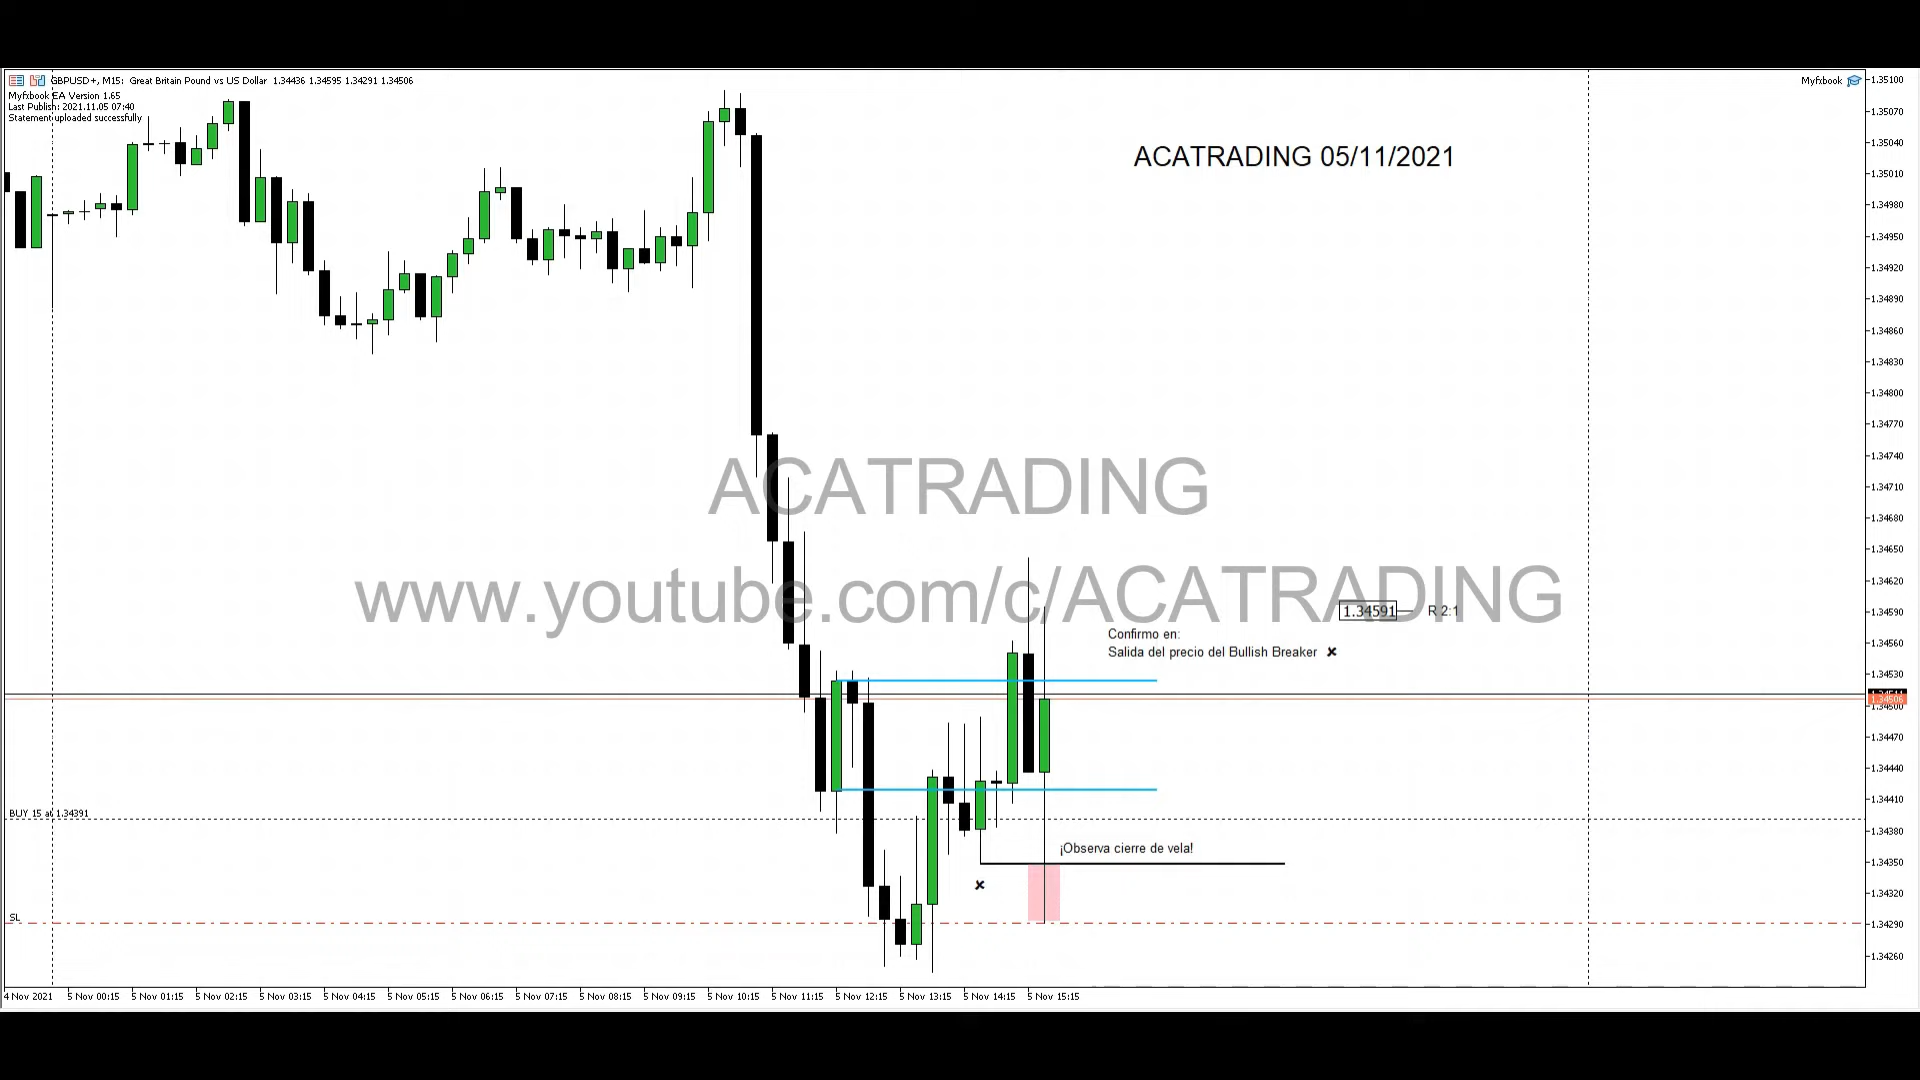 GBPUSD+, M15: Great Britain Pound vs US Dollar 1.34436 1.34595 1.34291 1.34506
Myfxbook
Myfxbook EA Version 1.65
Last Publish: 2021.11.05 07:40
Statement uploaded successfully
ACATRADING 05/11/2021
ACATRADING
www.youtube.com/c/ACATRADING
1.34591
R 2:1
Confirmo en:
Salida del precio del Bullish Breaker
BUY 15 at 1.34391
¡Observa cierre de vela!
SL
1.35100
1.35070
1.35040
1.35010
1.34980
1.34950
1.34920
1.34890
1.34860
1.34830
1.34800
1.34770
1.34740
1.34710
1.34680
1.34650
1.34620
1.34590
1.34560
1.34530
1.34506
1.34500
1.34470
1.34440
1.34410
1.34380
1.34350
1.34320
1.34290
1.34260
4 Nov 2021 5 Nov 00:15 5 Nov 01:15 5 Nov 02:15 5 Nov 03:15 5 Nov 04:15 5 Nov 05:15 5 Nov 06:15 5 Nov 07:15 5 Nov 08:15 5 Nov 09:15 5 Nov 10:15 5 Nov 11:15 5 Nov 12:15 5 Nov 13:15 5 Nov 14:15 5 Nov 15:15